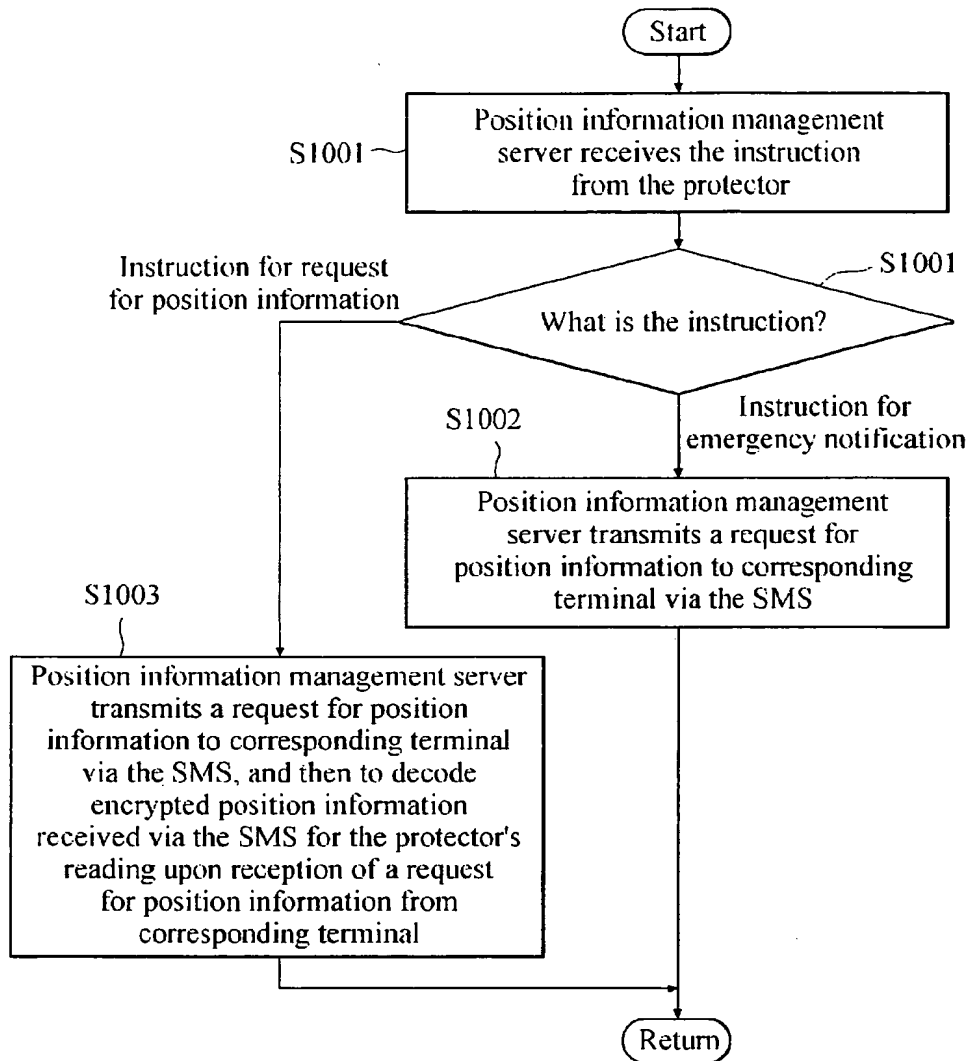 Start
Position information management
server receives the instruction
from the protector
S1001
Instruction for request
for position information
S1001
What is the instruction?
Instruction for
emergency notification
S1002
Position information management
server transmits a request for
position information to corresponding
terminal via the SMS
S1003
Position information management server
transmits a request for position
information to corresponding terminal
via the SMS, and then to decode
encrypted position information
received via the SMS for the protector's
reading upon reception of a request
for position information from
corresponding terminal
Return